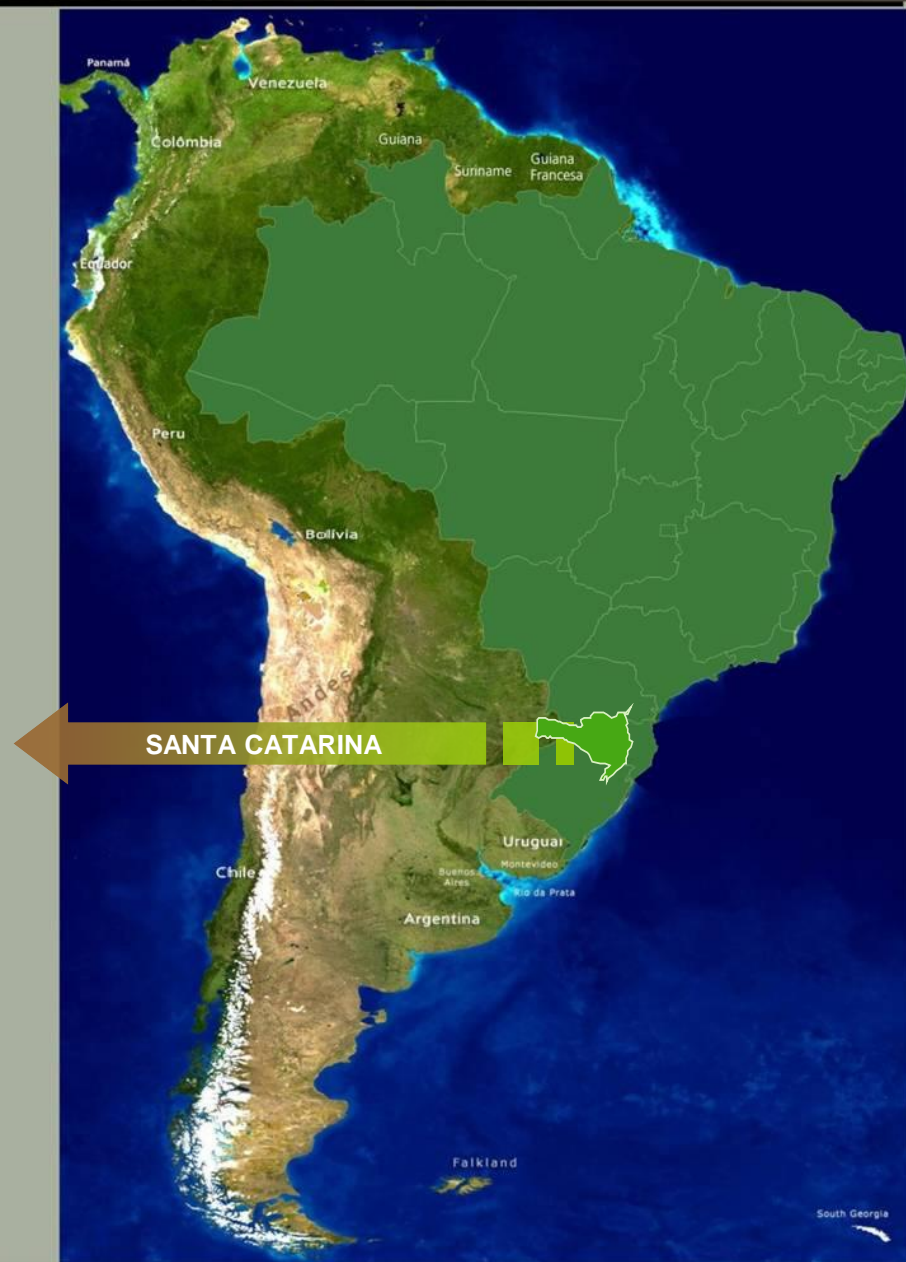 Panamá
Venezuela
Colômbia
Guiana
Suriname
Guiana
Francesa
Equador
Peru
Bolívia
Andes
SANTA CATARINA
Uruguai
Montevideo
Chile
Buenos
Aires
Rio da Prata
Argentina
Falkland
South Georgia